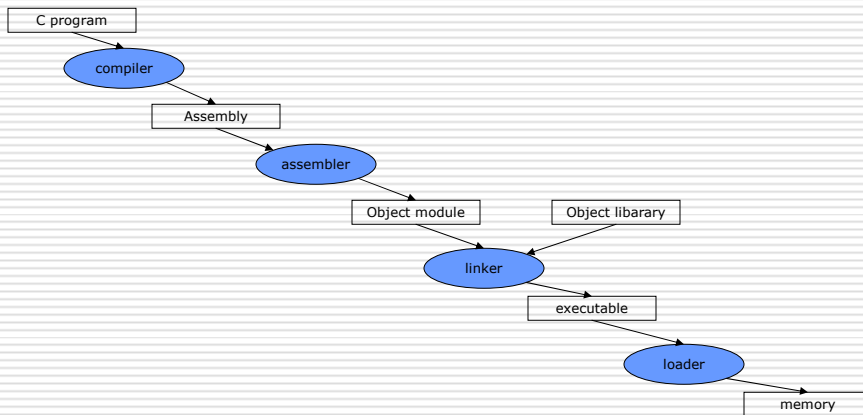 C program
compiler
Assembly
assembler
Object module
Object libarary
linker
executable
loader
memory